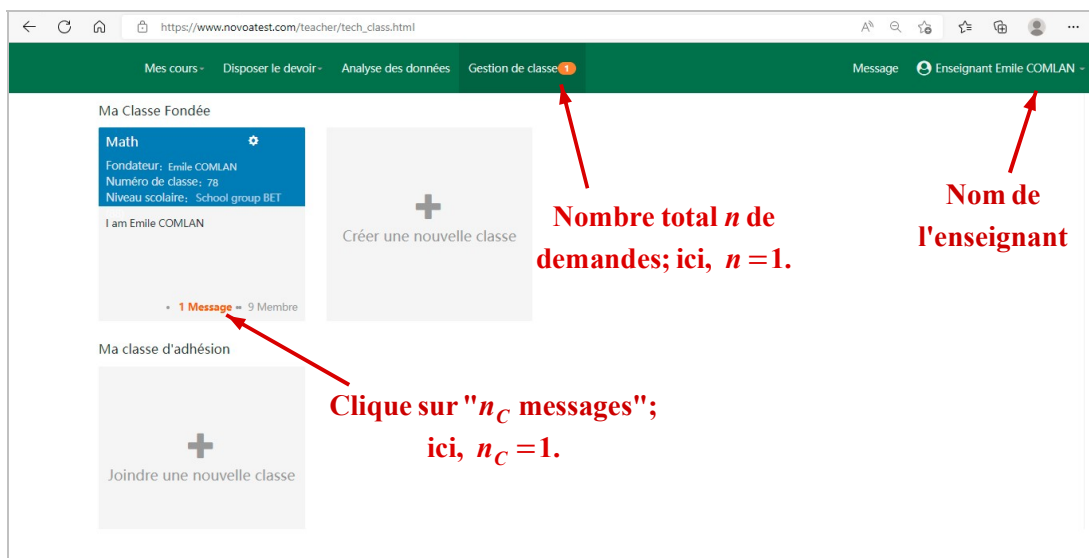 https://www.novoatest.com/teacher/tech_class.html
Mes cours Disposer le devoir Analyse des données Gestion de classe 1 Message Enseignant Emile COMLAN
Ma Classe Fondée
Math
Fondateur: Emile COMLAN
Numéro de classe: 78
Niveau scolaire: School group BET
I am Emile COMLAN
1 Message 9 Membre
Créer une nouvelle classe
Nombre total n de
demandes; ici, n = 1.
Nom de
l'enseignant
Ma classe d'adhésion
Joindre une nouvelle classe
Clique sur "n_C messages";
ici, n_C = 1.